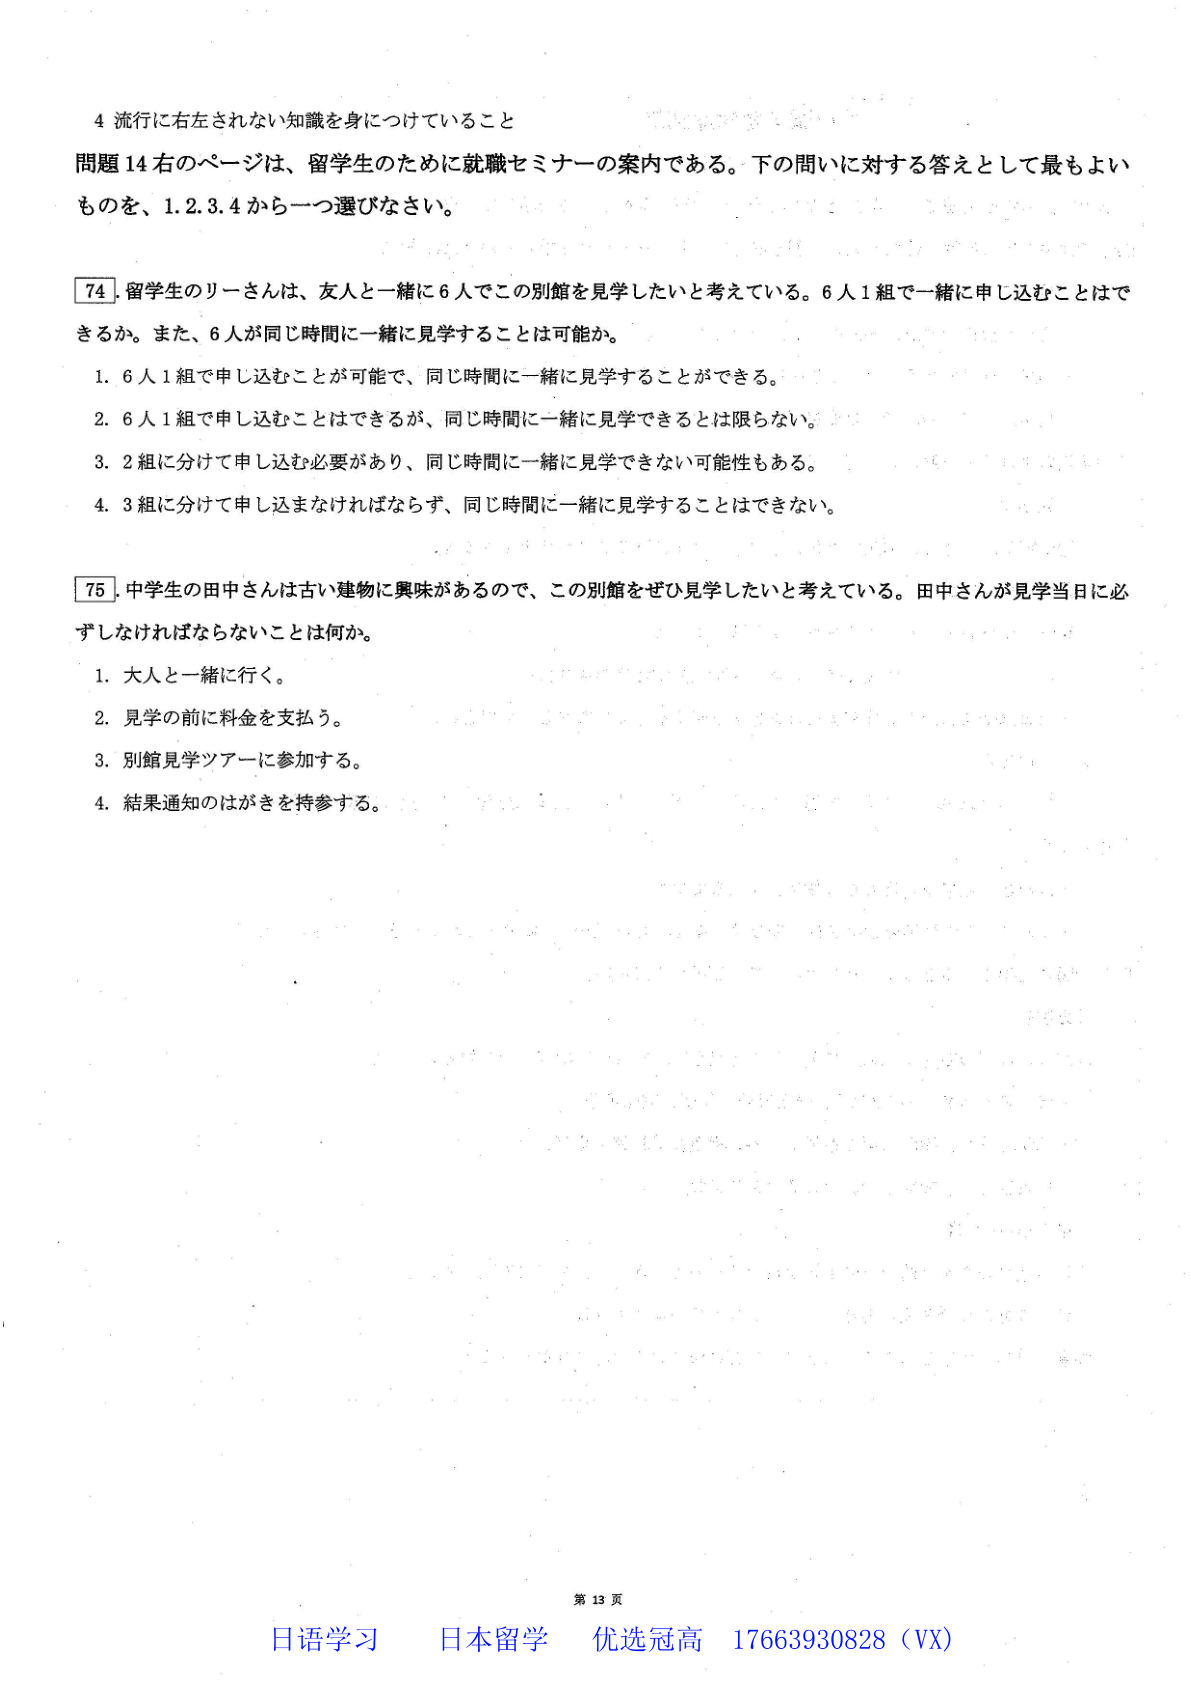 4 流行に右左されない知識を身につけていること
問題 14 右のページは、留学生のために就職セミナーの案内である。下の問いに対する答えとして最もよい
ものを、1.2.3.4 から一つ選びなさい。
74.留学生のリーさんは、友人と一緒に 6 人でこの別館を見学したいと考えている。6 人 1 組で一緒に申し込むことはで
きるか。また、6 人が同じ時間に一緒に見学することは可能か。
1. 6 人 1 組で申し込むことが可能で、同じ時間に一緒に見学することができる。
2. 6 人 1 組で申し込むことはできるが、同じ時間に一緒に見学できるとは限らない。
3. 2 組に分けて申し込む必要があり、同じ時間に一緒に見学できない可能性もある。
4. 3 組に分けて申し込まなければならず、同じ時間に一緒に見学することはできない。
75.中学生の田中さんは古い建物に興味があるので、この別館をぜひ見学したいと考えている。田中さんが見学当日に必
ずしなければならないことは何か。
1. 大人と一緒に行く。
2. 見学の前に料金を支払う。
3. 別館見学ツアーに参加する。
4. 結果通知のはがきを持参する。
第 13 页
日语学习 日本留学 优选冠高 17663930828（VX)